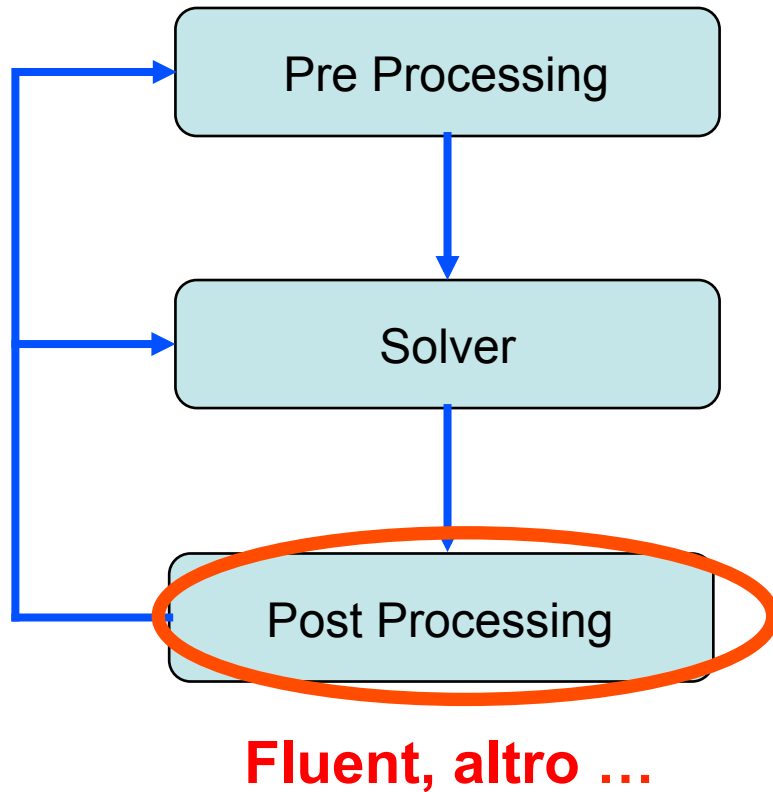 Pre Processing
Solver
Post Processing
Fluent, altro …